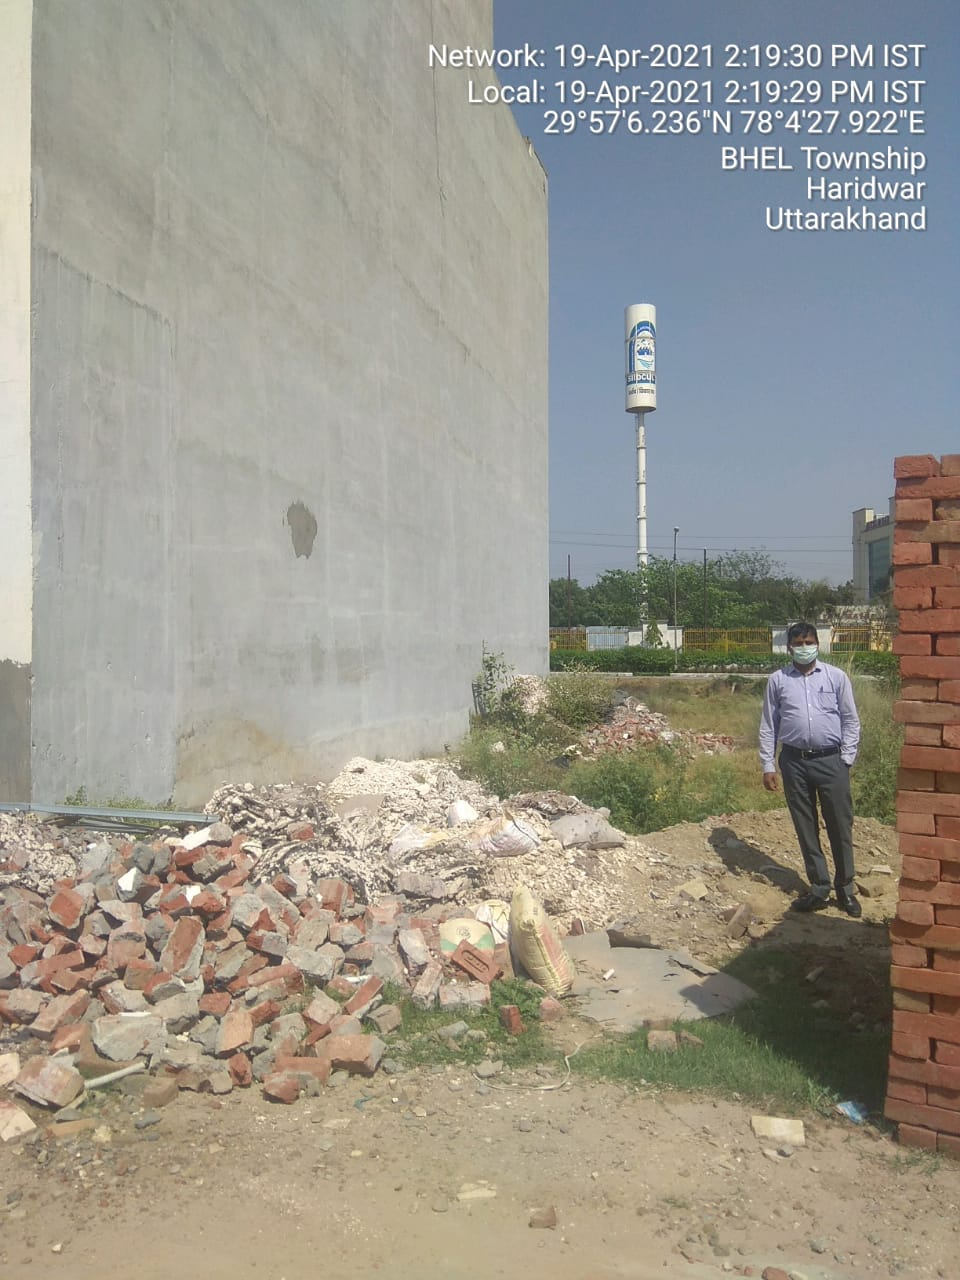 Network: 19-Apr-2021 2:19:30 PM IST
Local: 19-Apr-2021 2:19:29 PM IST
29°57'6.236"N 78°4'27.922"E
BHEL Township
Haridwar
Uttarakhand